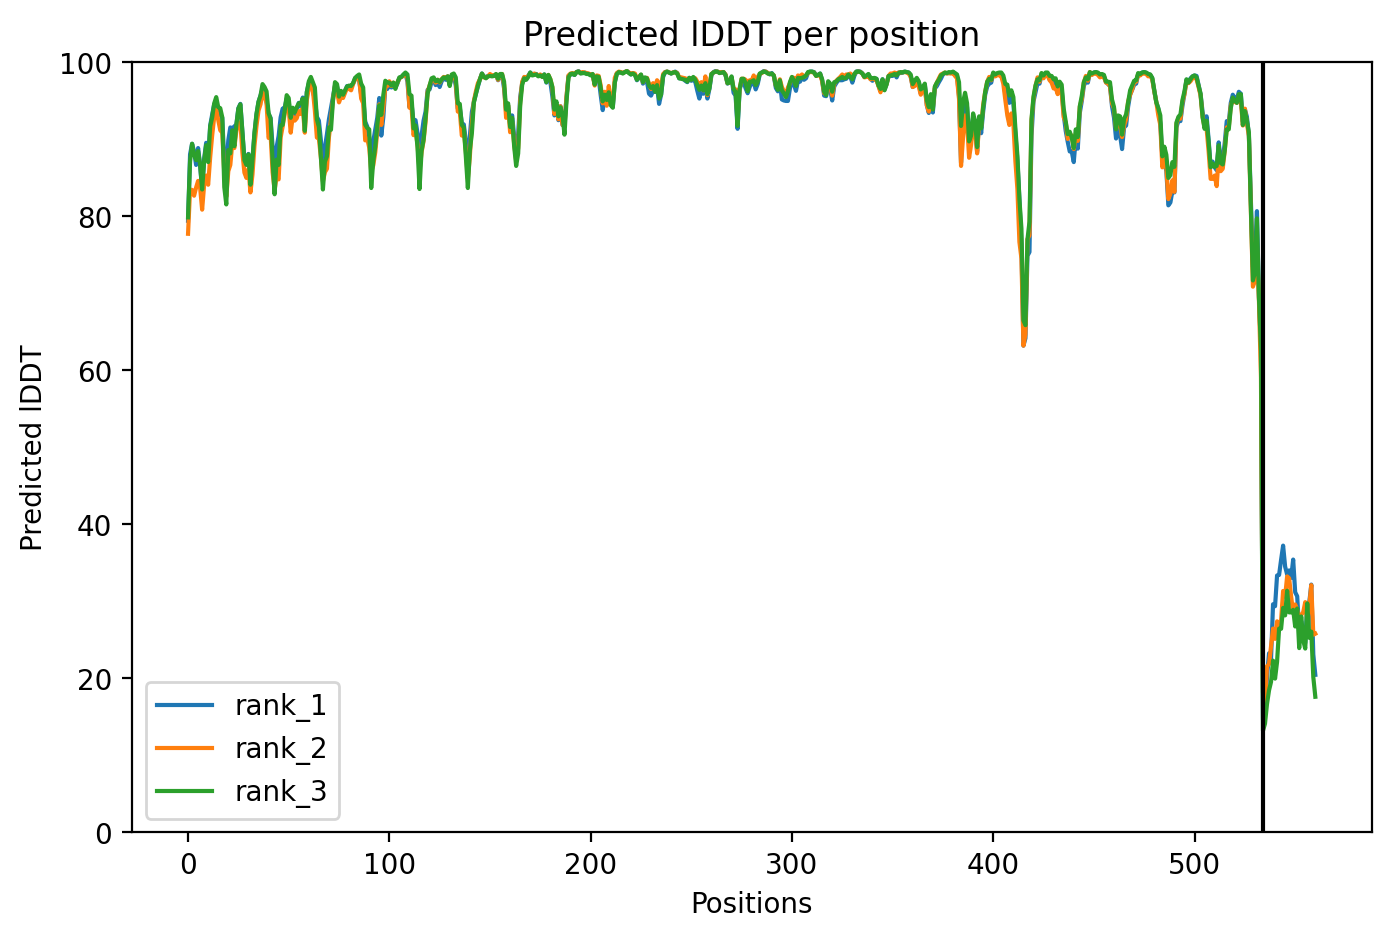 Predicted lDDT per position
100
80
60
40
20
0
Predicted lDDT
rank_1
rank_2
rank_3
0 100 200 300 400 500
Positions